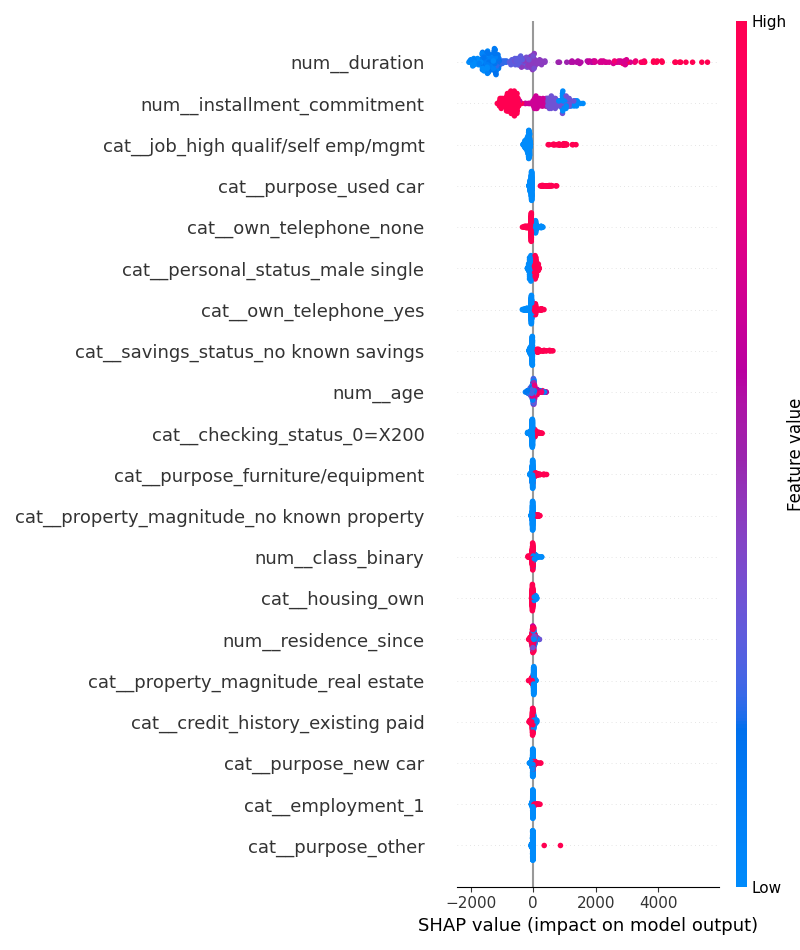 High
num__duration
num__installment_commitment
cat__job_high qualif/self emp/mgmt
cat__purpose_used car
cat__own_telephone_none
cat__personal_status_male single
cat__own_telephone_yes
cat__savings_status_no known savings
num__age
cat__checking_status_0=X200
cat__purpose_furniture/equipment
cat__property_magnitude_no known property
num__class_binary
cat__housing_own
num__residence_since
cat__property_magnitude_real estate
cat__credit_history_existing paid
cat__purpose_new car
cat__employment_1
cat__purpose_other
Feature value
Low
−2000 0 2000 4000
SHAP value (impact on model output)